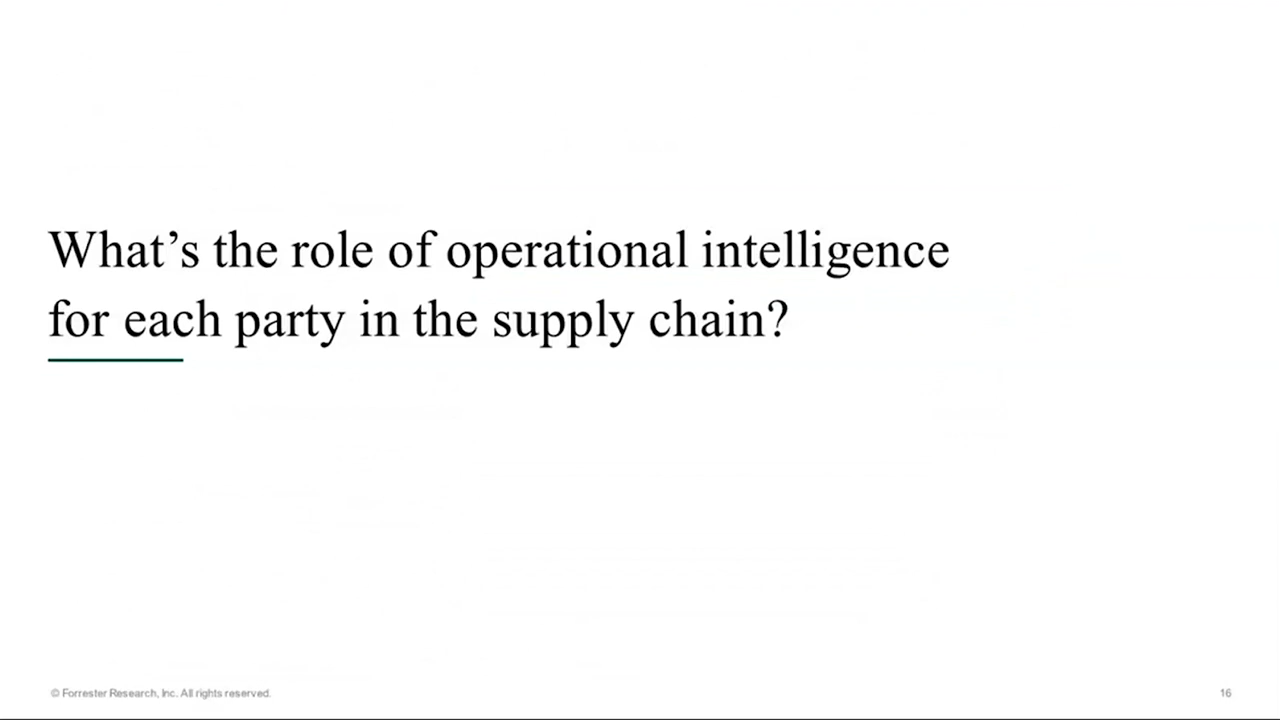 What’s the role of operational intelligence
for each party in the supply chain?
© Forrester Research, Inc. All rights reserved.
16